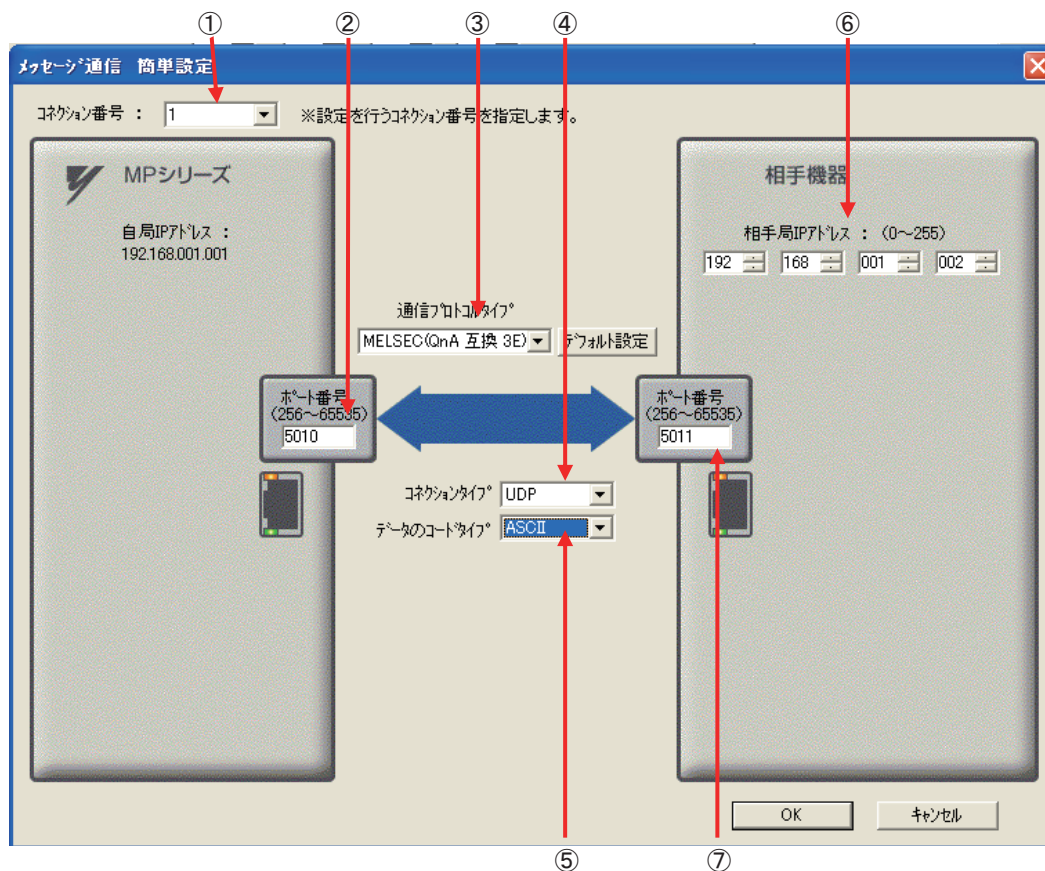 ① ② ③ ④ ⑥
メッセージ通信 簡単設定
コネクション番号 : 1 ※設定を行うコネクション番号を指定します。
MPシリーズ
自局IPアドレス :
192.168.001.001
相手機器
相手局IPアドレス : (0～255)
192 168 001 002
通信プロトコルタイプ
MELSEC(QnA 互換 3E) デフォルト設定
ポート番号
(256～65535)
5010
ポート番号
(256～65535)
5011
コネクションタイプ UDP
データのコードタイプ ASCII
OK キャンセル
⑤ ⑦